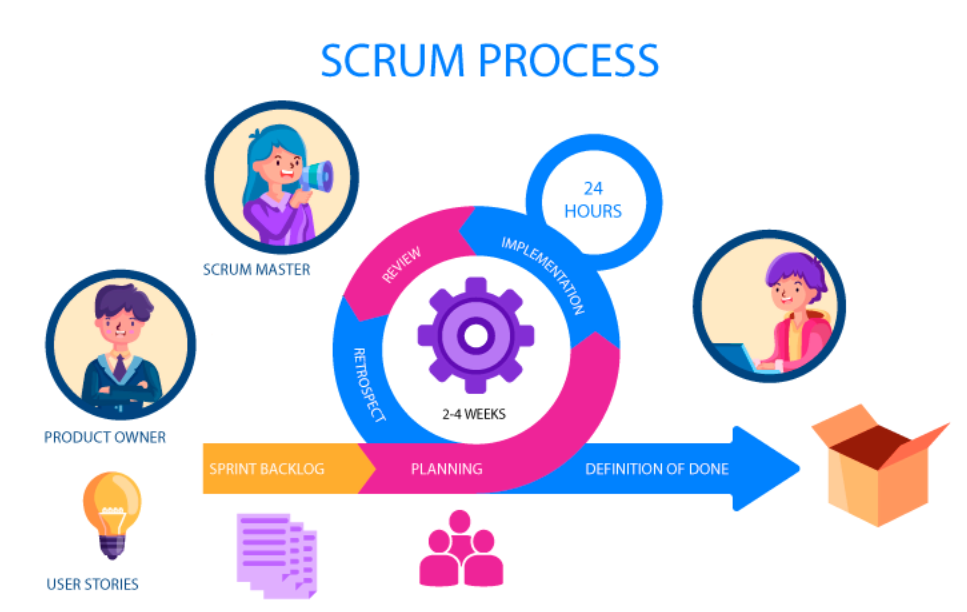 SCRUM PROCESS
24
HOURS
SCRUM MASTER
REVIEW
IMPLEMENTATION
RETROSPECT
2-4 WEEKS
PRODUCT OWNER
SPRINT BACKLOG
PLANNING
DEFINITION OF DONE
USER STORIES